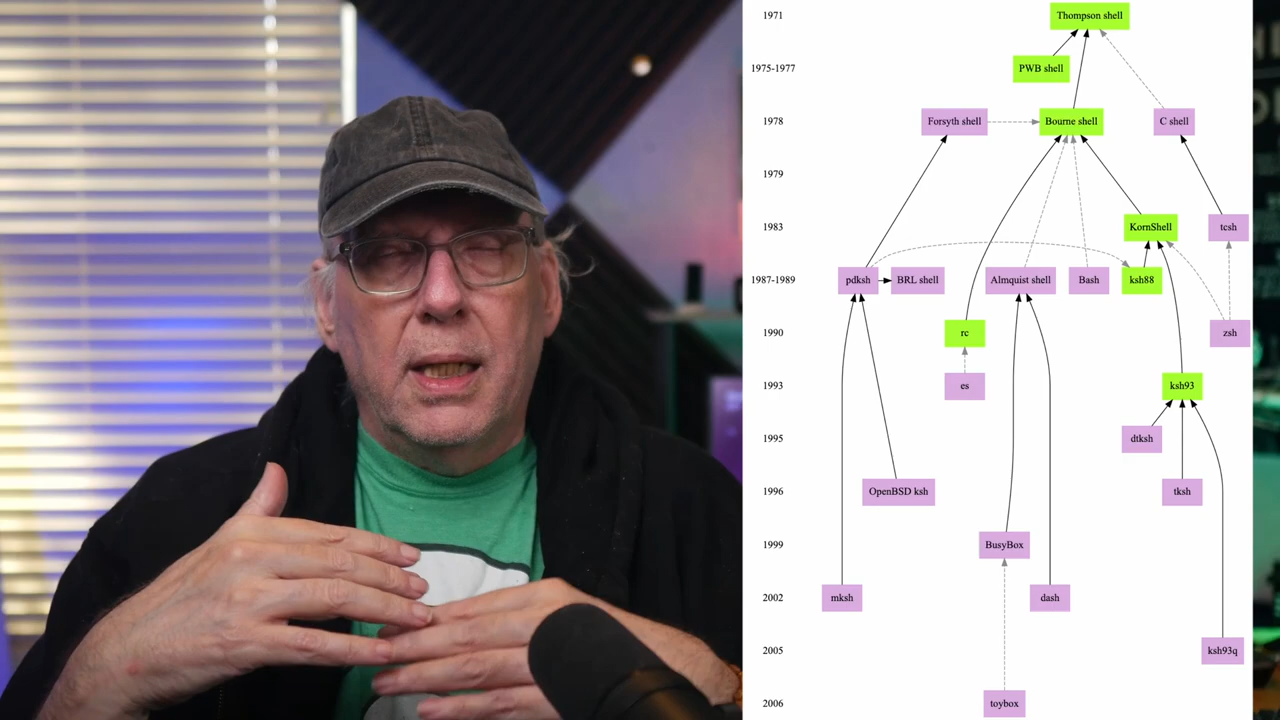 1971 Thompson shell
1975-1977 PWB shell
1978 Forsyth shell Bourne shell C shell
1979
1983 KornShell tcsh
1987-1989 pdksh BRL shell Almquist shell Bash ksh88
1990 rc zsh
1993 es ksh93
1995 dtksh
1996 OpenBSD ksh tksh
1999 BusyBox
2002 mksh dash
2005 ksh93q
2006 toybox